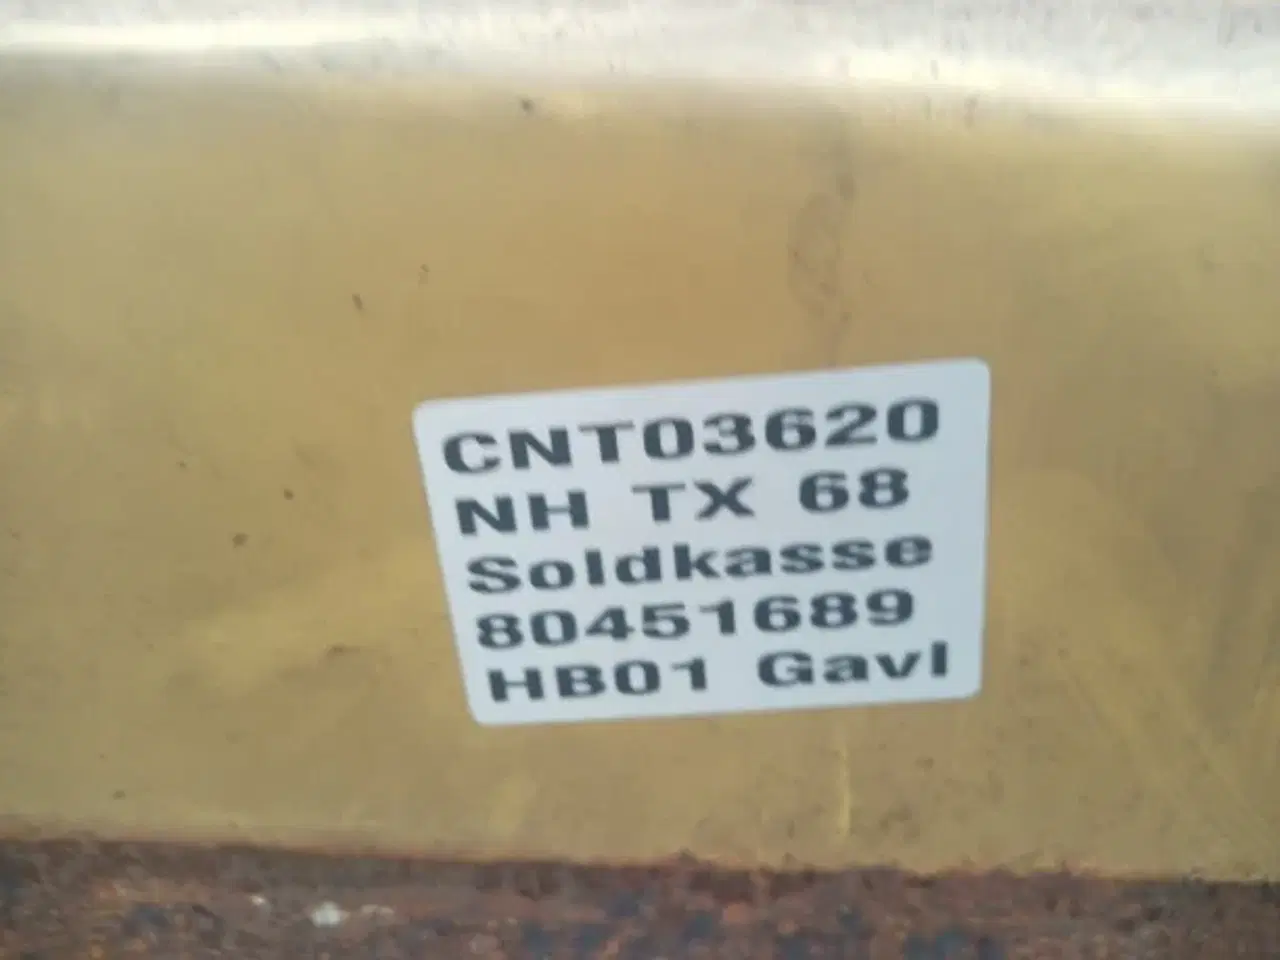 CNT03620
NH TX 68
Soldkasse
80451689
HB01 Gavl